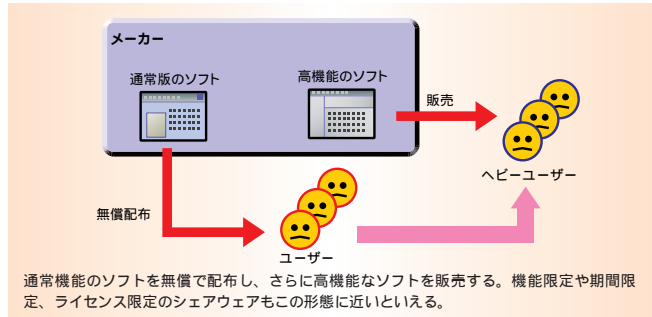 メーカー
通常版のソフト
高機能のソフト
販売
ヘビーユーザー
無償配布
ユーザー
通常機能のソフトを無償で配布し、さらに高機能なソフトを販売する。機能限定や期間限
定、ライセンス限定のシェアウェアもこの形態に近いといえる。